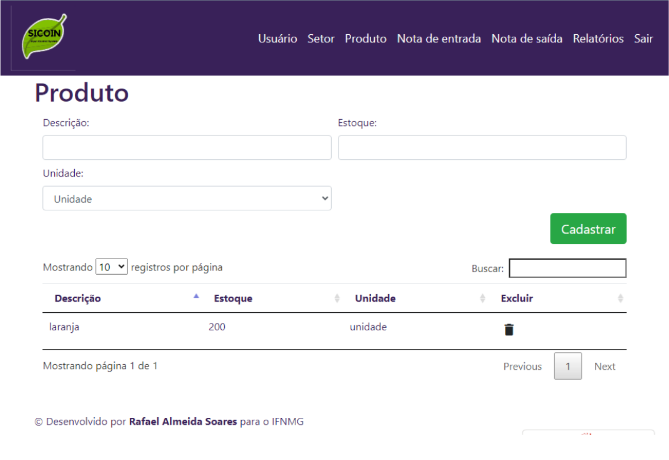 SICOIN
Usuário Setor Produto Nota de entrada Nota de saída Relatórios Sair
Produto
Descrição: Estoque:
Unidade:
Unidade
Cadastrar
Mostrando 10 registros por página Buscar:
Descrição Estoque Unidade Excluir
laranja 200 unidade
Mostrando página 1 de 1 Previous 1 Next
© Desenvolvido por Rafael Almeida Soares para o IFNMG